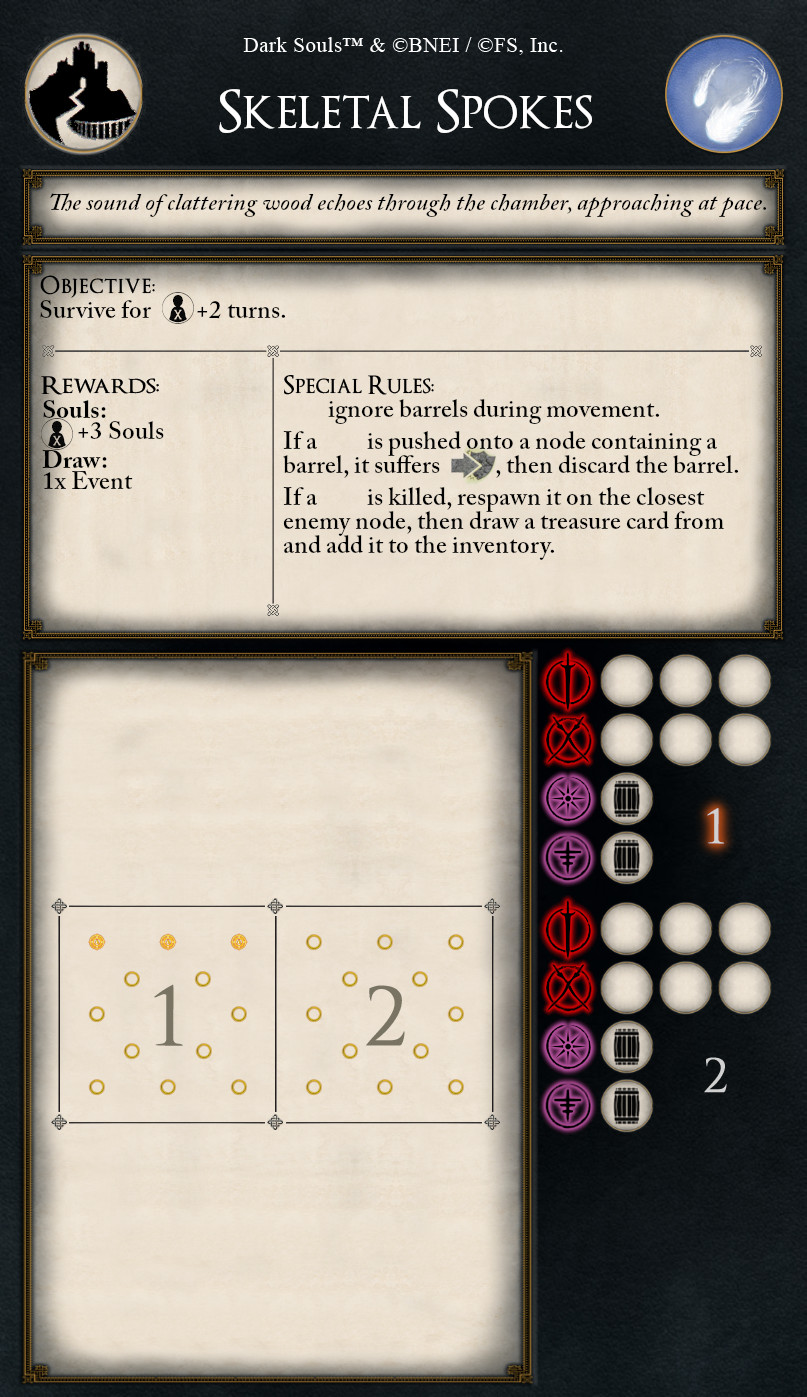 Dark Souls™ & ©BNEI / ©FS, Inc.
Skeletal Spokes
The sound of clattering wood echoes through the chamber, approaching at pace.
Objective:
Survive for x +2 turns.
Rewards:
Souls:
x +3 Souls
Draw:
1x Event
Special Rules:
ignore barrels during movement.
If a is pushed onto a node containing a
barrel, it suffers , then discard the barrel.
If a is killed, respawn it on the closest
enemy node, then draw a treasure card from
and add it to the inventory.
1
2
1
2